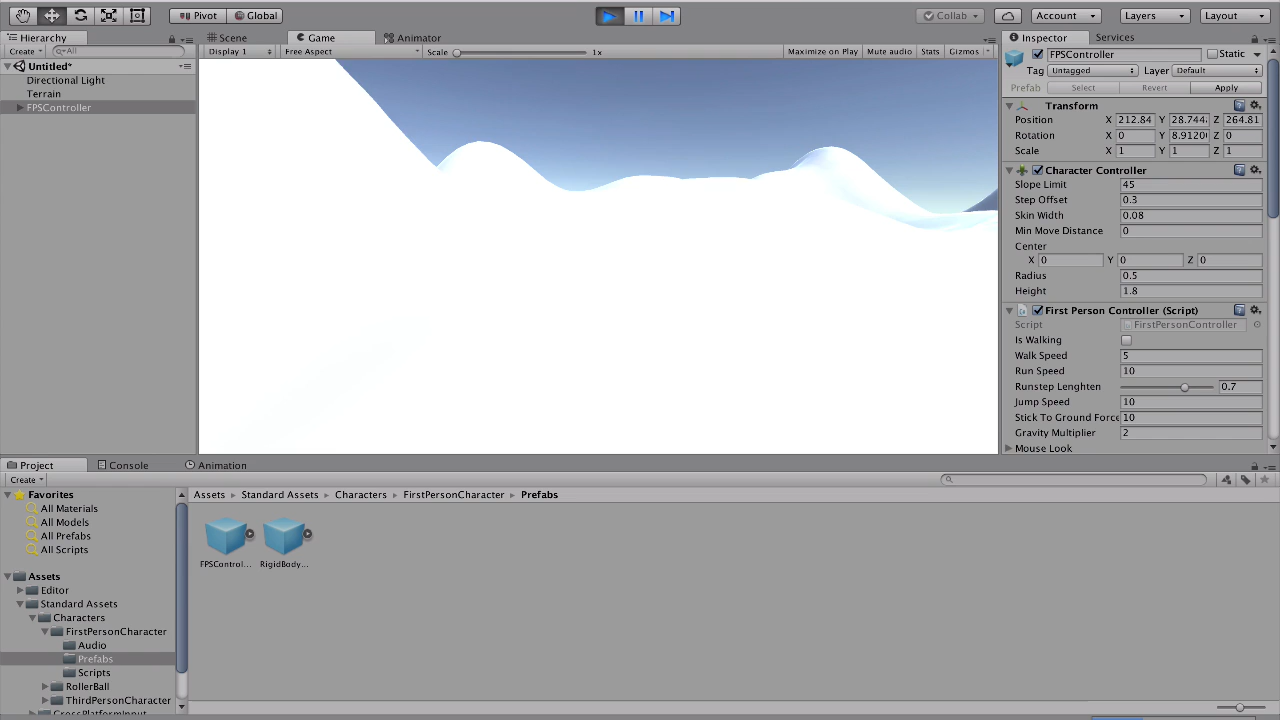 Pivot Global Collab Account Layers Layout
Hierarchy Scene Game Animator Inspector Services
Create All Display 1 Free Aspect Scale 1x Maximize on Play Mute audio Stats Gizmos FPSController Static
Untitled* Tag Untagged Layer Default
Directional Light Prefab Select Revert Apply
Terrain
FPSController
Transform
Position X 212.84 Y 28.744 Z 264.81
Rotation X 0 Y 8.9120 Z 0
Scale X 1 Y 1 Z 1
Character Controller
Slope Limit 45
Step Offset 0.3
Skin Width 0.08
Min Move Distance 0
Center
X 0 Y 0 Z 0
Radius 0.5
Height 1.8
First Person Controller (Script)
Script FirstPersonController
Is Walking
Walk Speed 5
Run Speed 10
Runstep Lenghten 0.7
Jump Speed 10
Stick To Ground Force 10
Gravity Multiplier 2
Mouse Look
Project Console Animation
Create
Favorites Assets Standard Assets Characters FirstPersonCharacter Prefabs
All Materials
All Models
All Prefabs
All Scripts
FPSControl... RigidBody...
Assets
Editor
Standard Assets
Characters
FirstPersonCharacter
Audio
Prefabs
Scripts
RollerBall
ThirdPersonCharacter
CrossPlatformInput